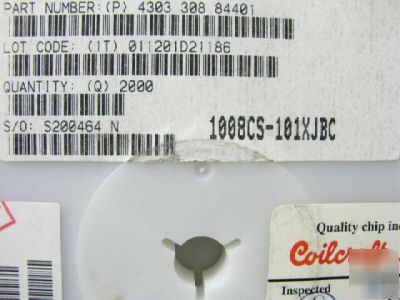 PART NUMBER:(P) 4303 308 84401
LOT CODE: (1T) 011201D21186
QUANTITY: (Q) 2000
S/O: S200464 N
1008CS-101XJBC
Quality chip in
Coilcraft
Inspected